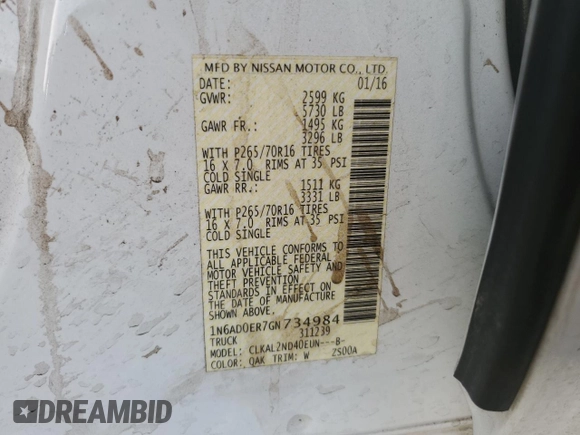 MFD BY NISSAN MOTOR CO., LTD.
DATE: 01/16
GVWR: 2599 KG
5730 LB
GAWR FR.: 1495 KG
3296 LB
WITH P265/70R16 TIRES
16 X 7.0 RIMS AT 35 PSI
COLD SINGLE
GAWR RR.: 1511 KG
3331 LB
WITH P265/70R16 TIRES
16 X 7.0 RIMS AT 35 PSI
COLD SINGLE
THIS VEHICLE CONFORMS TO
ALL APPLICABLE FEDERAL
MOTOR VEHICLE SAFETY AND
THEFT PREVENTION
STANDARDS IN EFFECT ON
THE DATE OF MANUFACTURE
SHOWN ABOVE.
1N6AD0ER7GN734984
TRUCK 311239
MODEL: CLKAL2ND40EUN---B-
COLOR: QAK TRIM: W Z500A
DREAMBID